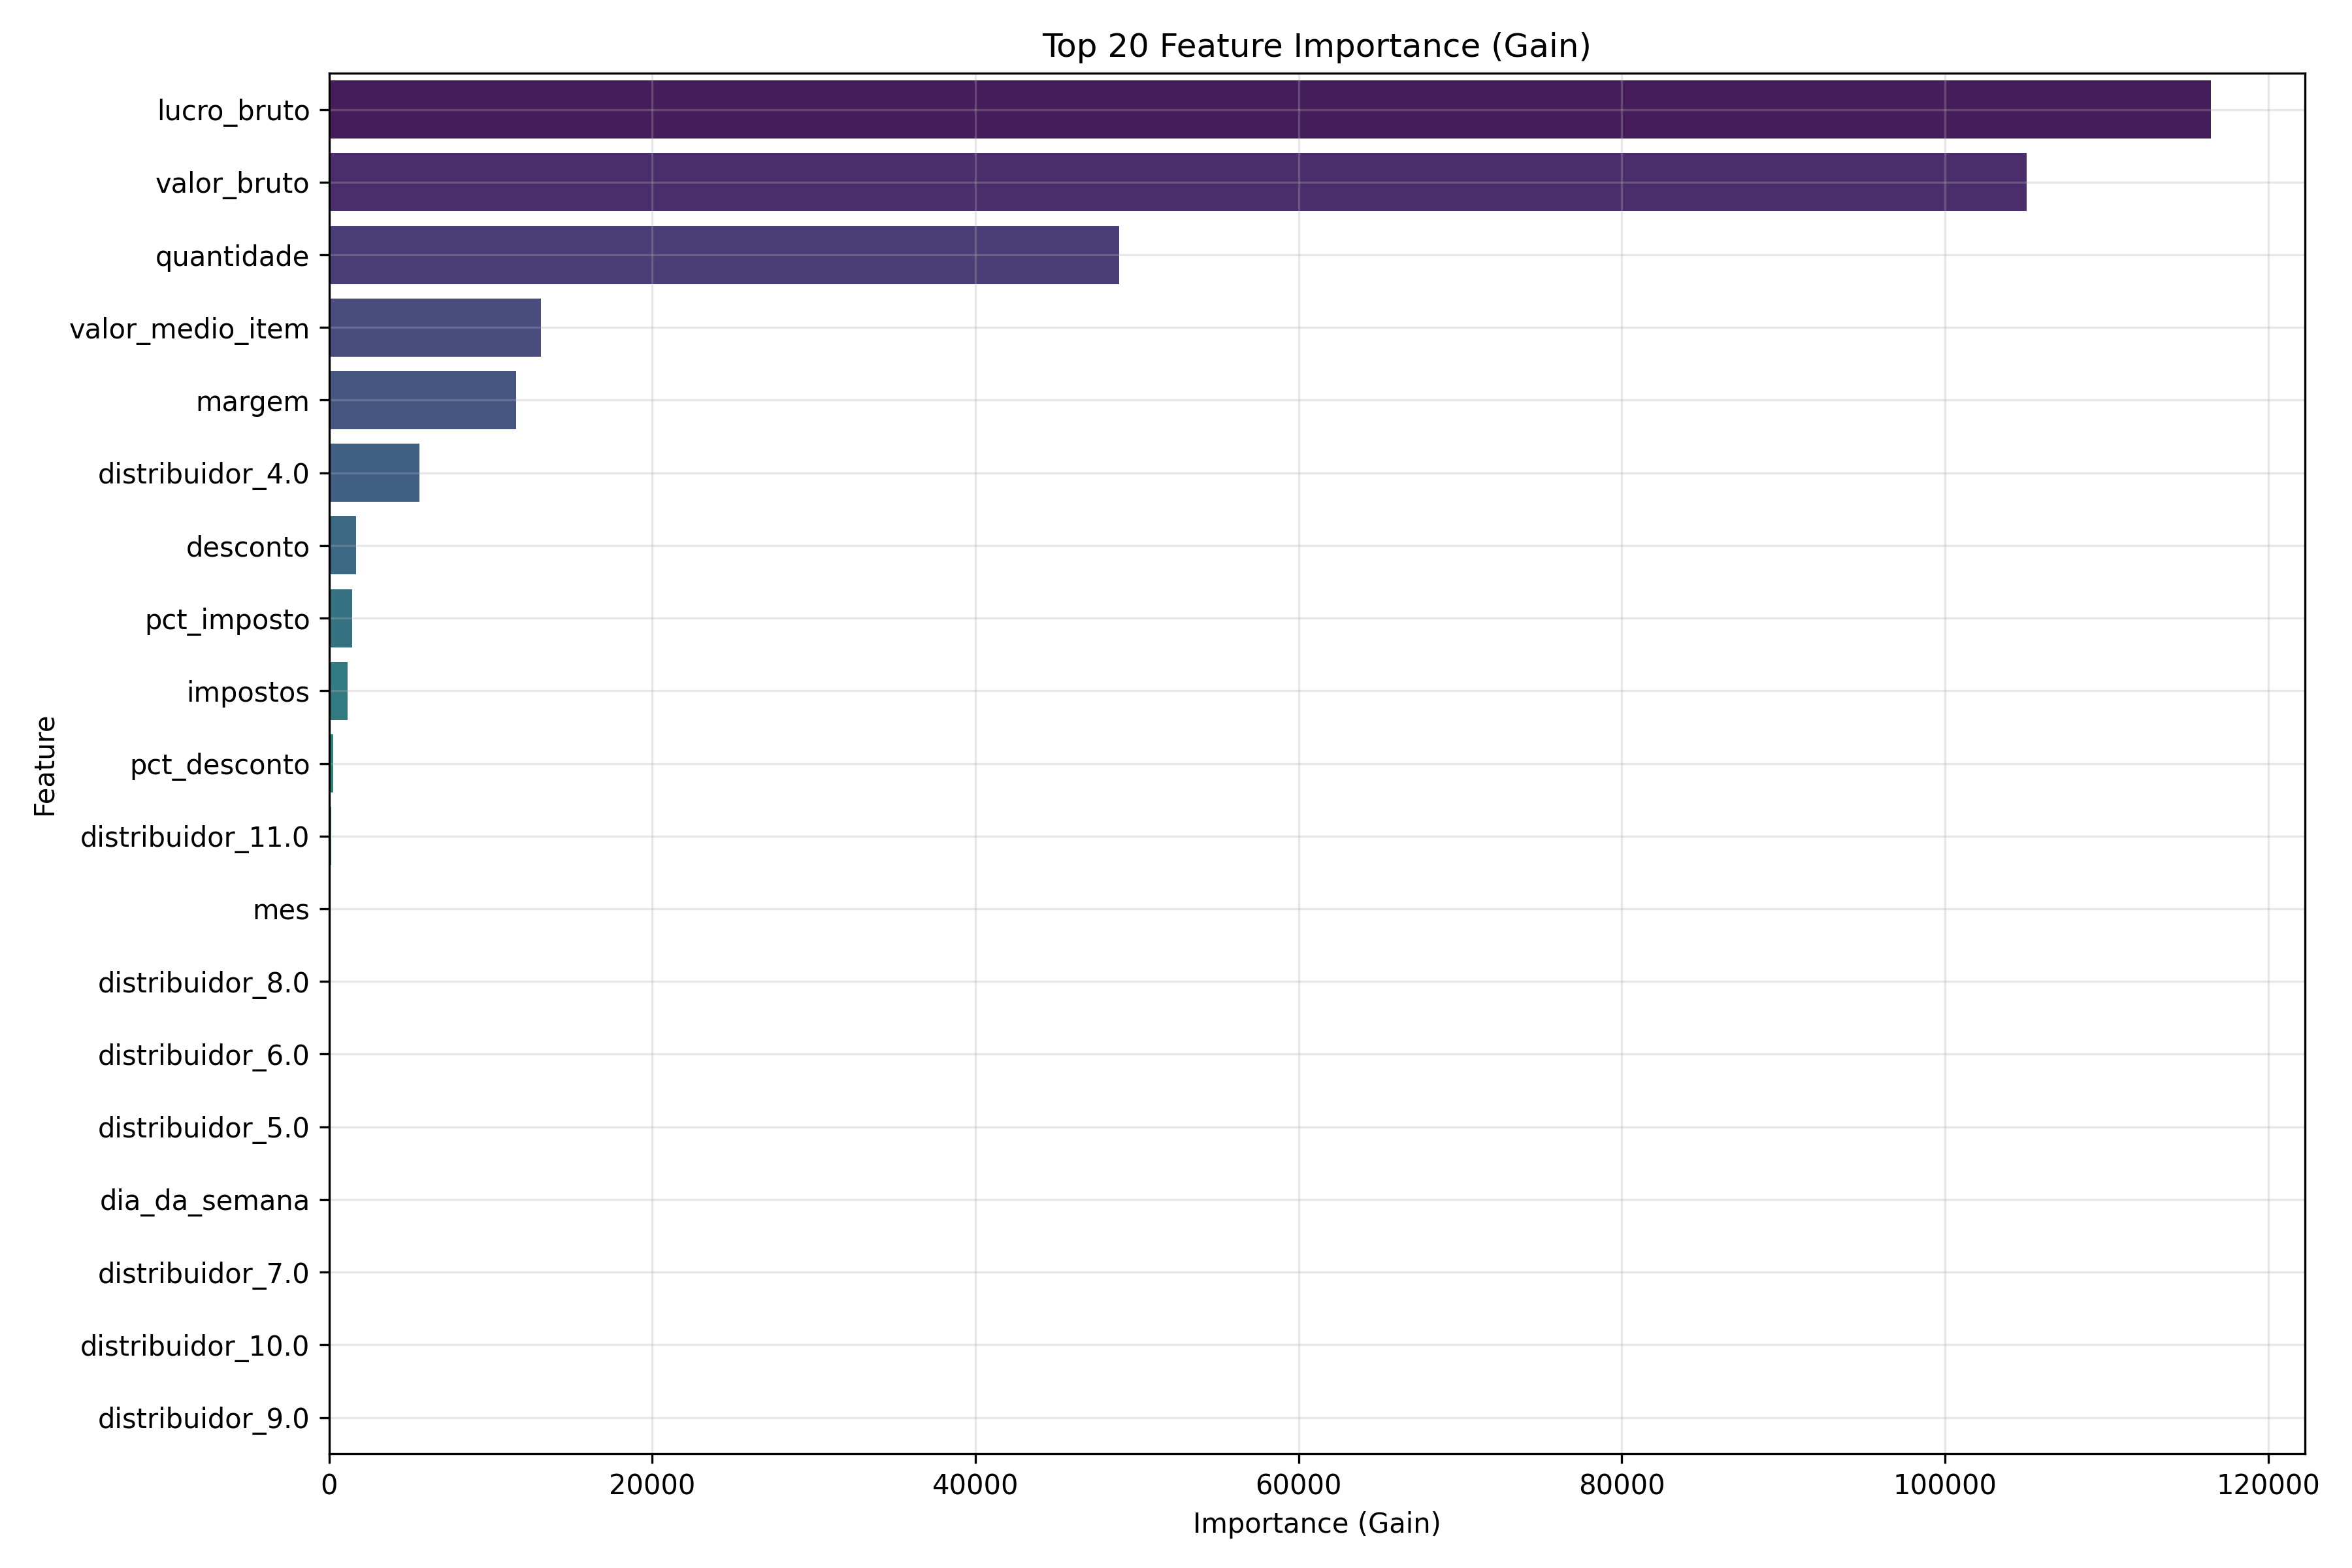 Top 20 Feature Importance (Gain)
lucro_bruto
valor_bruto
quantidade
valor_medio_item
margem
distribuidor_4.0
desconto
pct_imposto
impostos
pct_desconto
distribuidor_11.0
mes
distribuidor_8.0
distribuidor_6.0
distribuidor_5.0
dia_da_semana
distribuidor_7.0
distribuidor_10.0
distribuidor_9.0
Feature
0 20000 40000 60000 80000 100000 120000
Importance (Gain)